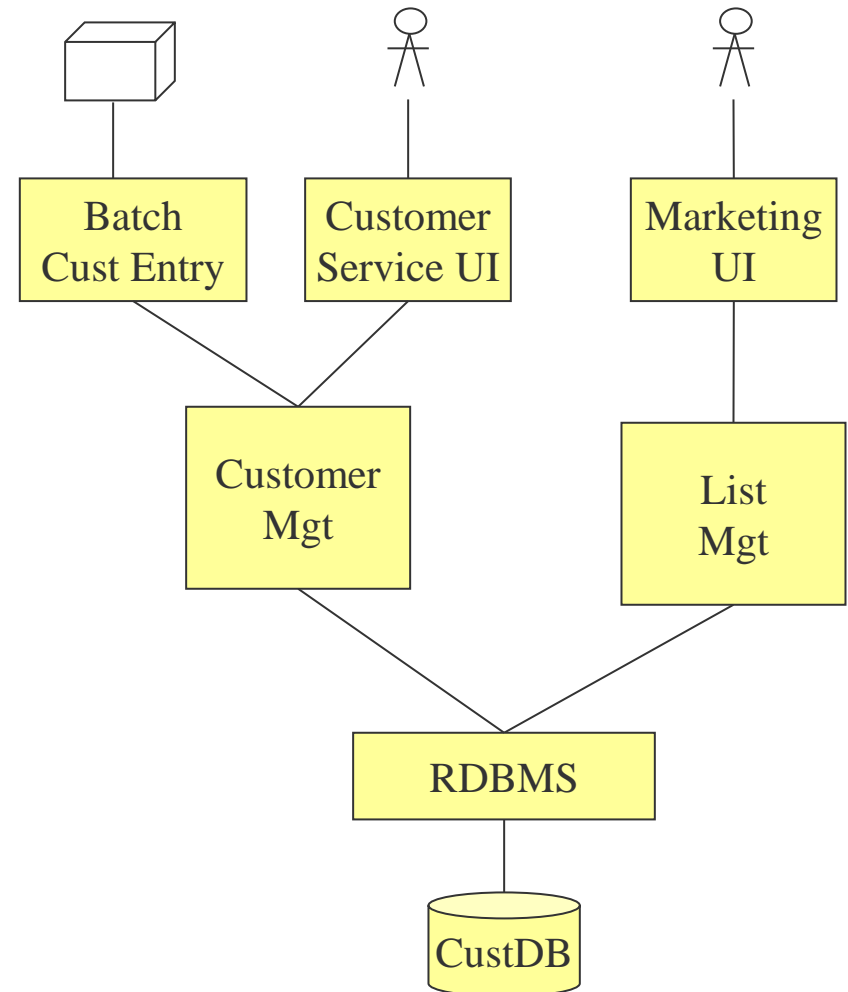 Batch
Cust Entry
Customer
Service UI
Marketing
UI
Customer
Mgt
List
Mgt
RDBMS
CustDB